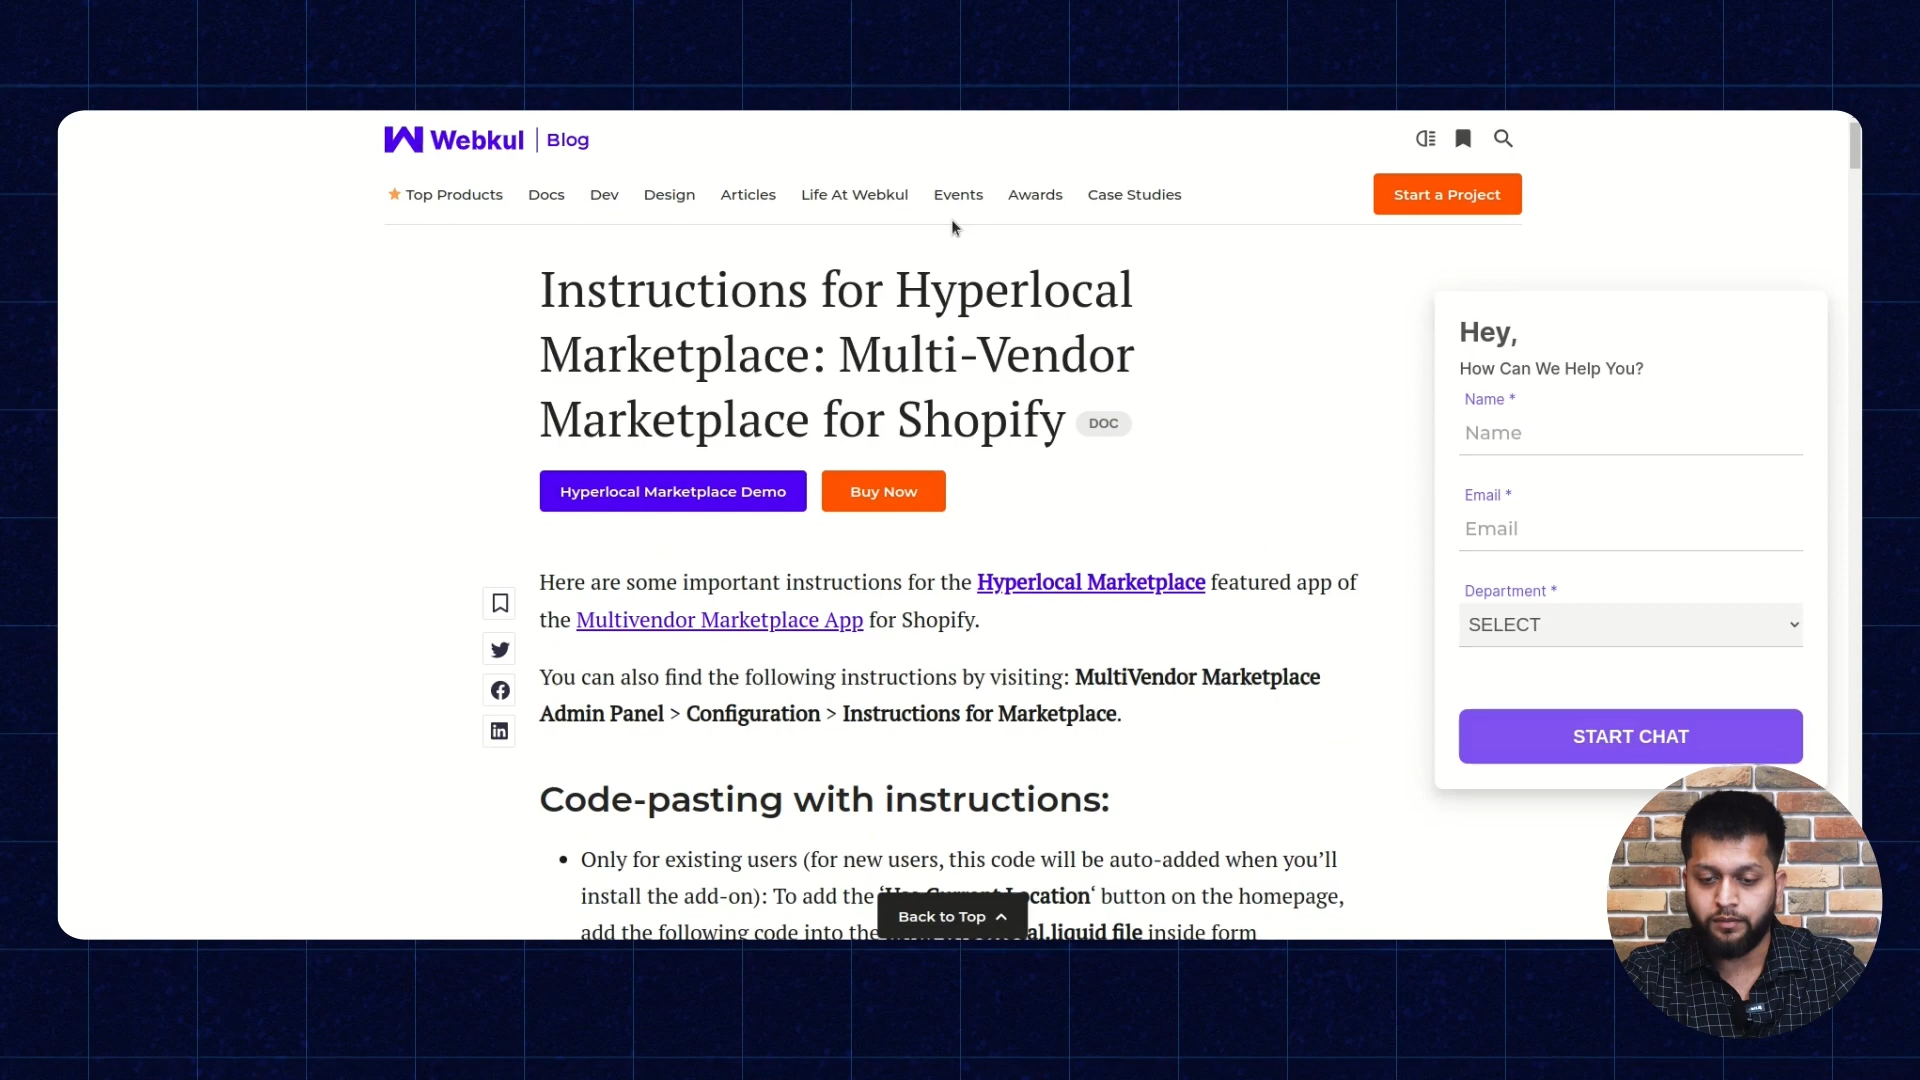 Webkul | Blog
Top Products Docs Dev Design Articles Life At Webkul Events Awards Case Studies Start a Project
Instructions for Hyperlocal
Marketplace: Multi-Vendor
Marketplace for Shopify DOC
Hyperlocal Marketplace Demo Buy Now
Here are some important instructions for the Hyperlocal Marketplace featured app of
the Multivendor Marketplace App for Shopify.
You can also find the following instructions by visiting: MultiVendor Marketplace
Admin Panel > Configuration > Instructions for Marketplace.
Code-pasting with instructions:
• Only for existing users (for new users, this code will be auto-added when you’ll
install the add-on): To add the ‘Use Current Location‘ button on the homepage,
add the following code into the al.liquid file inside form
Back to Top
Hey,
How Can We Help You?
Name *
Name
Email *
Email
Department *
SELECT
START CHAT